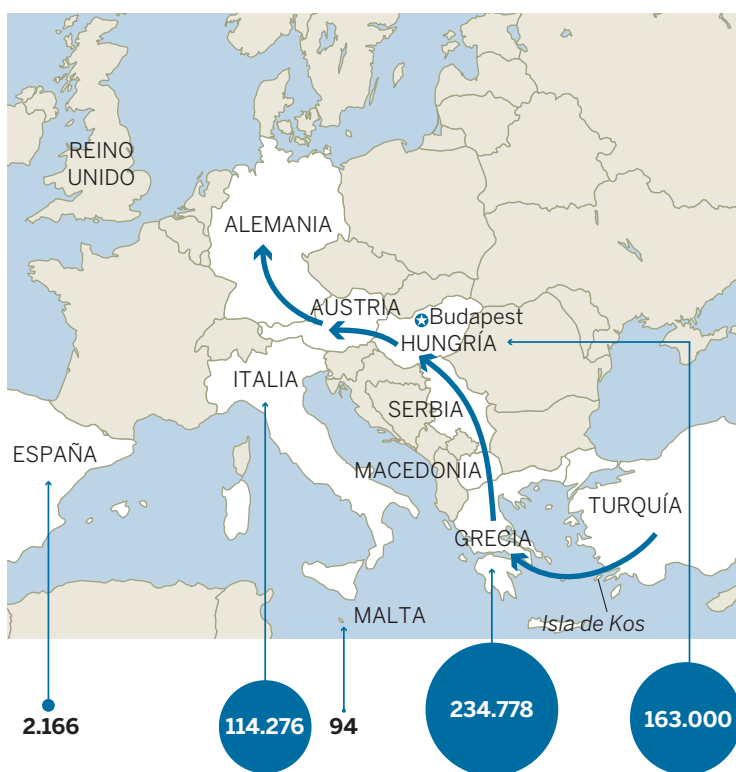 REINO
UNIDO
ALEMANIA
AUSTRIA
Budapest
HUNGRÍA
ITALIA
SERBIA
ESPAÑA
MACEDONIA
TURQUÍA
GRECIA
MALTA
Isla de Kos
2.166
114.276
94
234.778
163.000